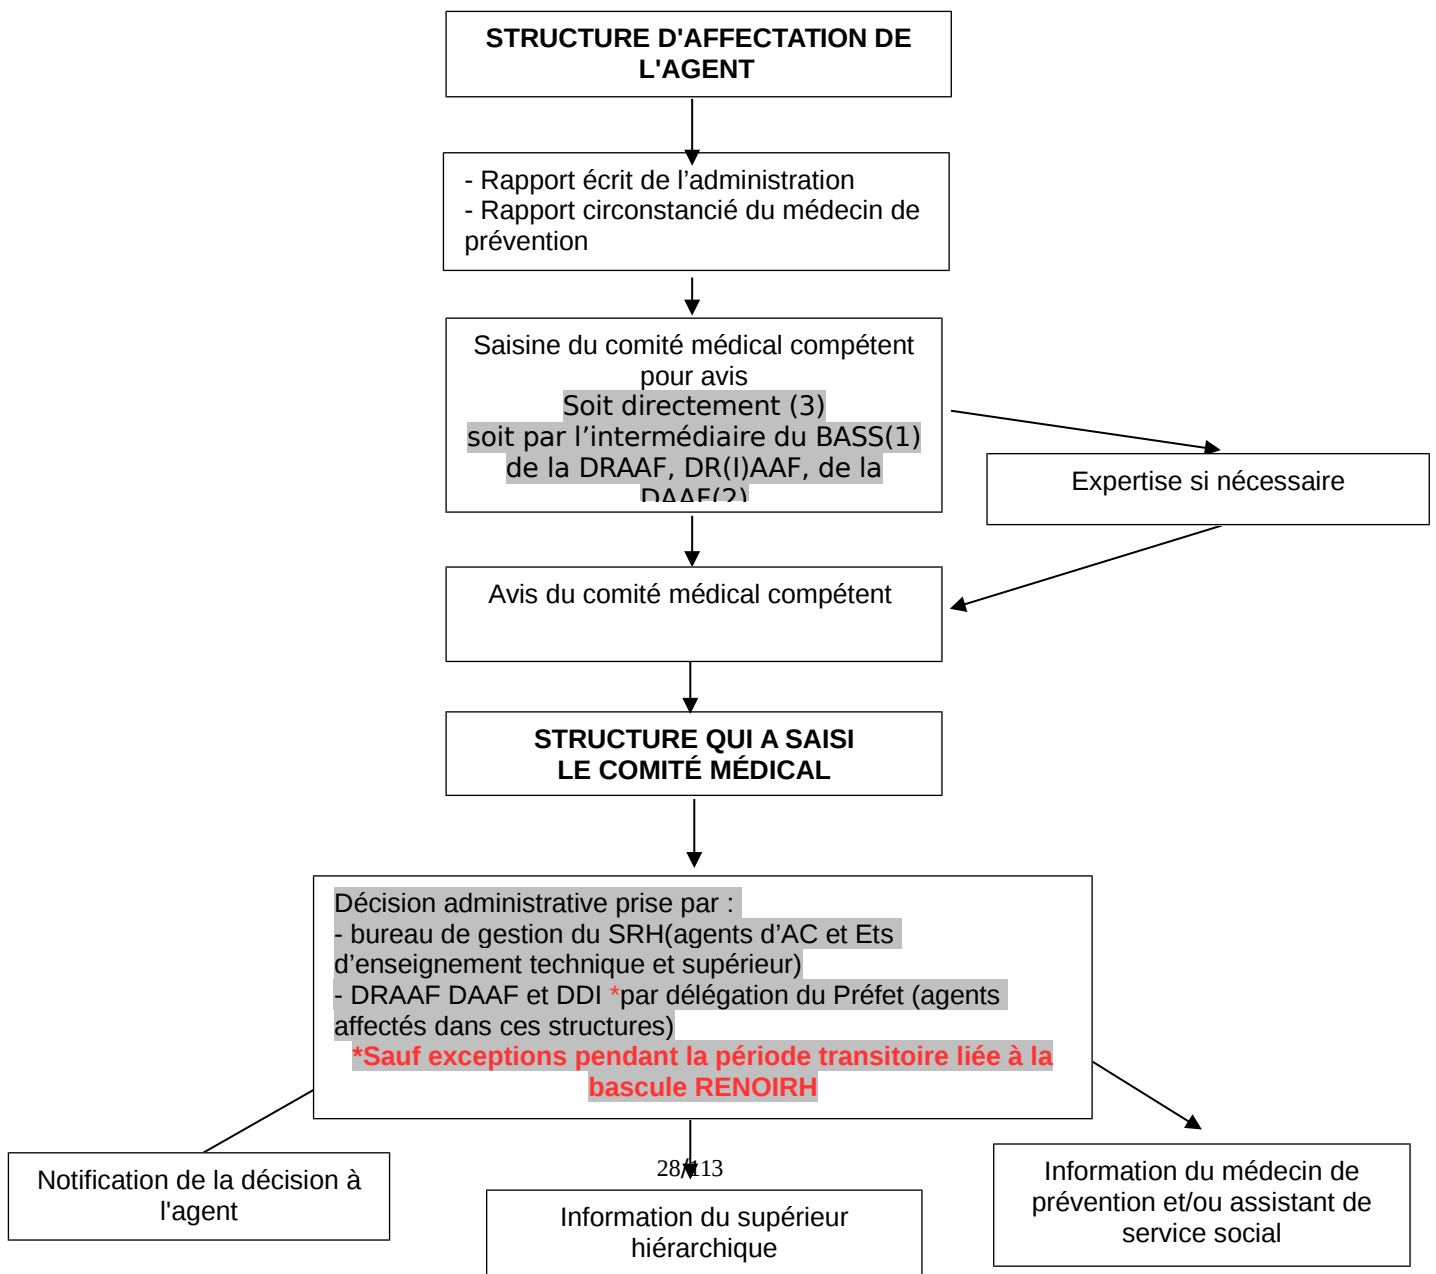 STRUCTURE D'AFFECTATION DE
L'AGENT
- Rapport écrit de l’administration
- Rapport circonstancié du médecin de
prévention
Saisine du comité médical compétent
pour avis
Soit directement (3)
soit par l’intermédiaire du BASS(1)
de la DRAAF, DR(I)AAF, de la
DAAF(2)
Expertise si nécessaire
Avis du comité médical compétent
STRUCTURE QUI A SAISI
LE COMITÉ MÉDICAL
Décision administrative prise par :
- bureau de gestion du SRH(agents d’AC et Ets
d’enseignement technique et supérieur)
- DRAAF DAAF et DDI *par délégation du Préfet (agents
affectés dans ces structures)
*Sauf exceptions pendant la période transitoire liée à la
bascule RENOIRH
Notification de la décision à
l'agent
28/113
Information du supérieur
hiérarchique
Information du médecin de
prévention et/ou assistant de
service social